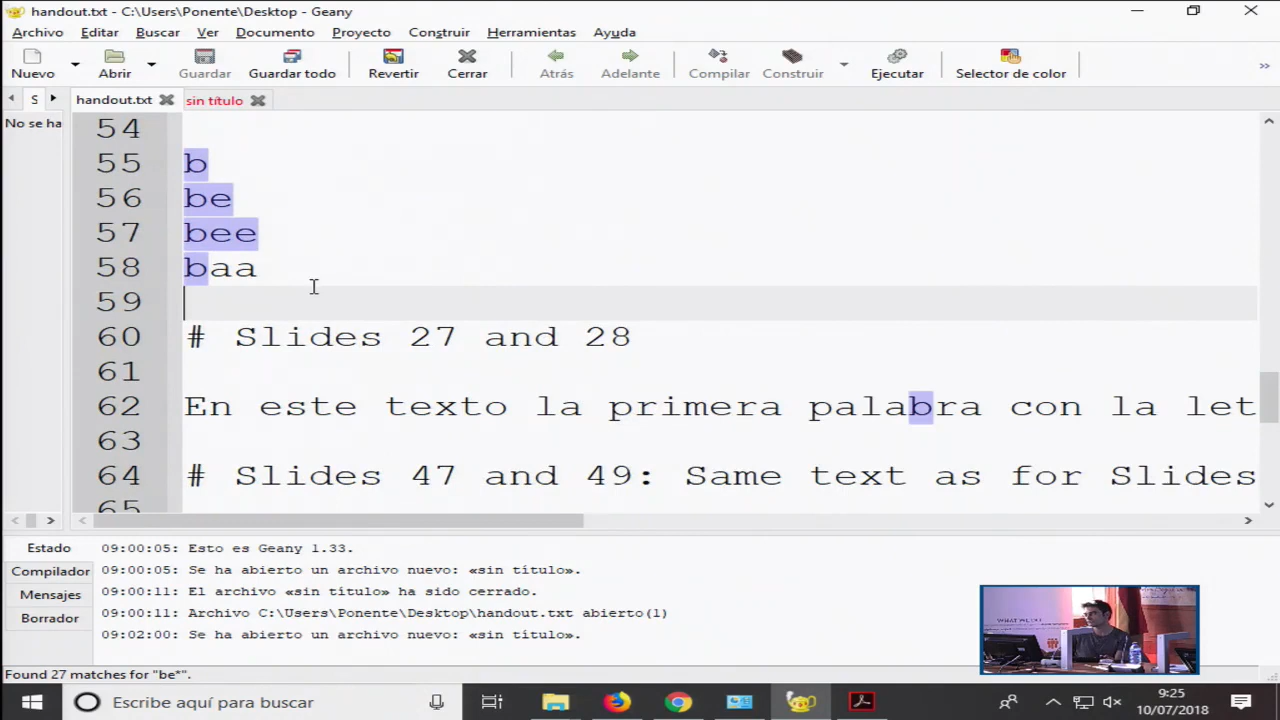 handout.txt - C:\Users\Ponente\Desktop - Geany
Archivo Editar Buscar Ver Documento Proyecto Construir Herramientas Ayuda
Nuevo Abrir Guardar Guardar todo Revertir Cerrar Atrás Adelante Compilar Construir Ejecutar Selector de color
S handout.txt sin título
No se ha
54
55 b
56 be
57 bee
58 baa
59
60 # Slides 27 and 28
61
62 En este texto la primera palabra con la let
63
64 # Slides 47 and 49: Same text as for Slides
65
Estado 09:00:05: Esto es Geany 1.33.
09:00:05: Se ha abierto un archivo nuevo: «sin título».
Compilador 09:00:11: El archivo «sin título» ha sido cerrado.
Mensajes 09:00:11: Archivo C:\Users\Ponente\Desktop\handout.txt abierto(1)
Borrador 09:02:00: Se ha abierto un archivo nuevo: «sin título».
Found 27 matches for "be*".
Escribe aquí para buscar
9:25
10/07/2018